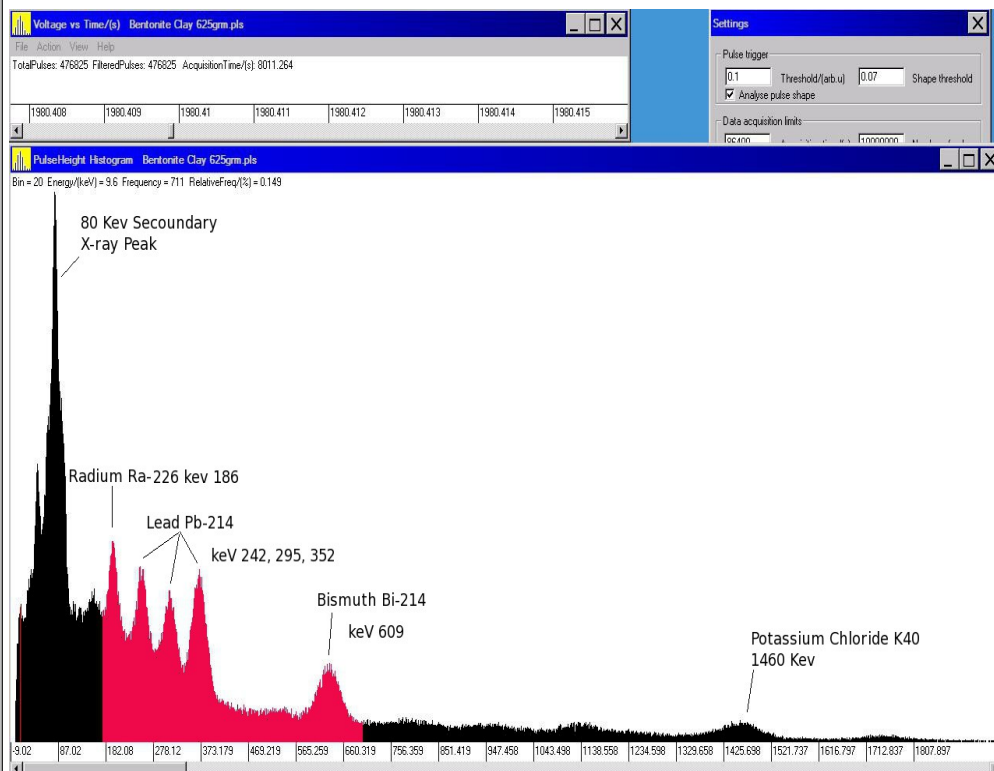 Voltage vs Time/(s) Bentonite Clay 625grm.pls
File Action View Help
TotalPulses: 476825 FilteredPulses: 476825 AcquisitionTime/(s): 8011.264
1980.408 1980.409 1980.41 1980.411 1980.412 1980.413 1980.414 1980.415
Settings
Pulse trigger
0.1 Threshold/(arb.u) 0.07 Shape threshold
Analyse pulse shape
Data acquisition limits
PulseHeight Histogram Bentonite Clay 625grm.pls
Bin = 20 Energy/(keV) = 9.6 Frequency = 711 RelativeFreq/(%) = 0.149
80 Kev Secoundary
X-ray Peak
Radium Ra-226 kev 186
Lead Pb-214
keV 242, 295, 352
Bismuth Bi-214
keV 609
Potassium Chloride K40
1460 Kev
-9.02 87.02 182.08 278.12 373.179 469.219 565.259 660.319 756.359 851.419 947.458 1043.498 1138.558 1234.598 1329.658 1425.698 1521.737 1616.797 1712.837 1807.897